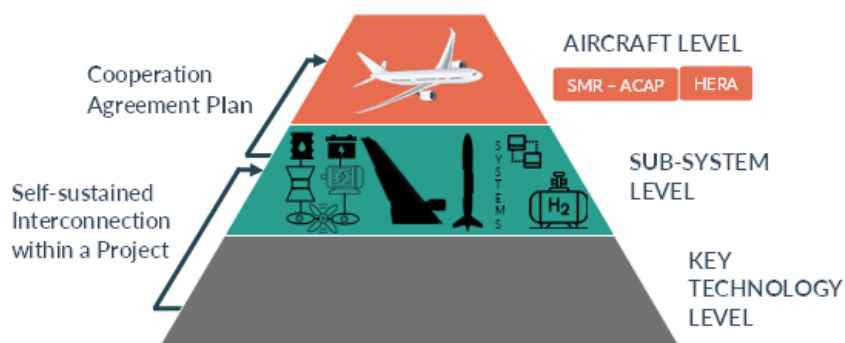 AIRCRAFT LEVEL
SMR – ACAP
HERA
Cooperation
Agreement Plan
SYSTEMS
H2
SUB-SYSTEM
LEVEL
Self-sustained
Interconnection
within a Project
KEY
TECHNOLOGY
LEVEL